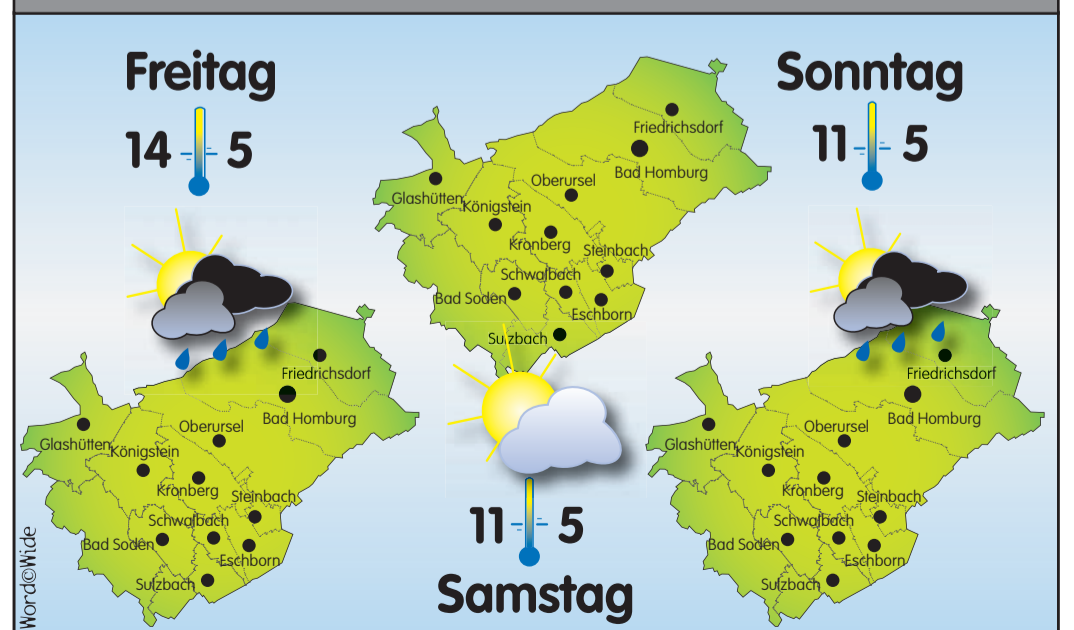 Freitag
14 5
Friedrichsdorf
Bad Homburg
Oberursel
Glashütten
Königstein
Kronberg
Steinbach
Schwalbach
Bad Soden
Eschborn
Sulzbach
Friedrichsdorf
Bad Homburg
Oberursel
Glashütten
Königstein
Kronberg
Steinbach
Schwalbach
Bad Soden
Eschborn
Sulzbach
11 5
Samstag
Sonntag
11 5
Friedrichsdorf
Bad Homburg
Oberursel
Glashütten
Königstein
Kronberg
Steinbach
Schwalbach
Bad Soden
Eschborn
Sulzbach
Word©Wide